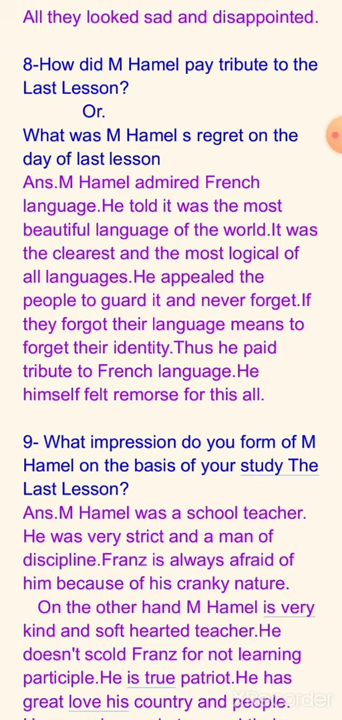 All they looked sad and disappointed.
8-How did M Hamel pay tribute to the
Last Lesson?
Or.
What was M Hamel s regret on the
day of last lesson
Ans.M Hamel admired French
language.He told it was the most
beautiful language of the world.It was
the clearest and the most logical of
all languages.He appealed the
people to guard it and never forget.If
they forgot their language means to
forget their identity.Thus he paid
tribute to French language.He
himself felt remorse for this all.
9- What impression do you form of M
Hamel on the basis of your study The
Last Lesson?
Ans.M Hamel was a school teacher.
He was very strict and a man of
discipline.Franz is always afraid of
him because of his cranky nature.
On the other hand M Hamel is very
kind and soft hearted teacher.He
doesn't scold Franz for not learning
participle.He is true patriot.He has
great love his country and people.